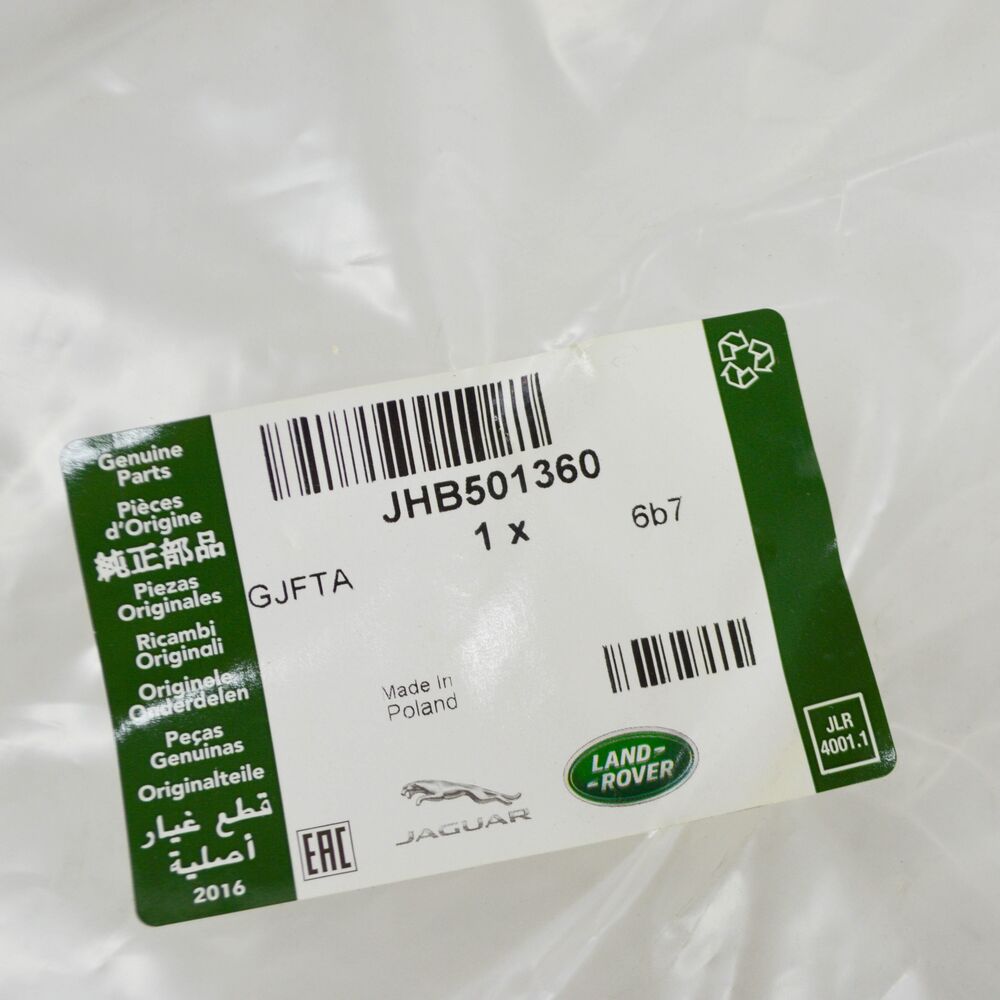 Genuine
Parts
Pièces
d'Origine
純正部品
Piezas
Originales
Ricambi
Originali
Originele
Onderdelen
Peças
Genuinas
Originalteile
قطع غيار
أصلية
2016
JHB501360
1 x
6b7
GJFTA
Made In
Poland
EAC
JAGUAR
LAND-
-ROVER
JLR
4001.1